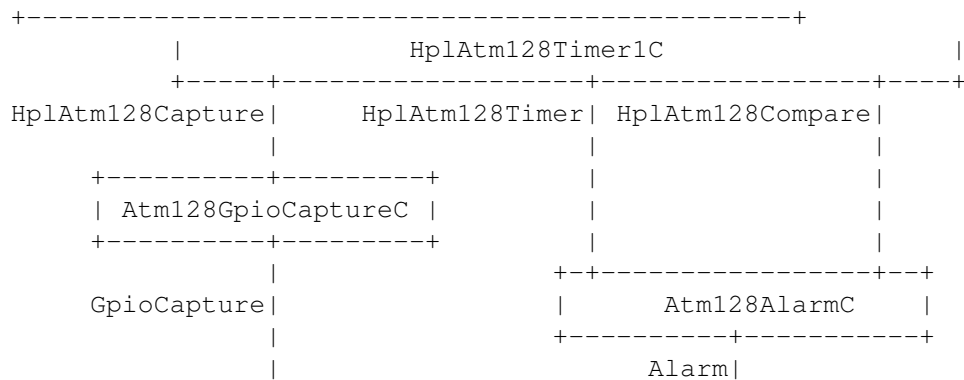 +------------------------------------------------+
| HplAtm128Timer1C |
+-----+-------------------+-----------------+----+
HplAtm128Capture| HplAtm128Timer| HplAtm128Compare|
| | |
+----------+---------+ | |
| Atm128GpioCaptureC | | |
+----------+---------+ | |
| +-+-----------------+--+
GpioCapture| | Atm128AlarmC |
| +----------+-----------+
| Alarm|